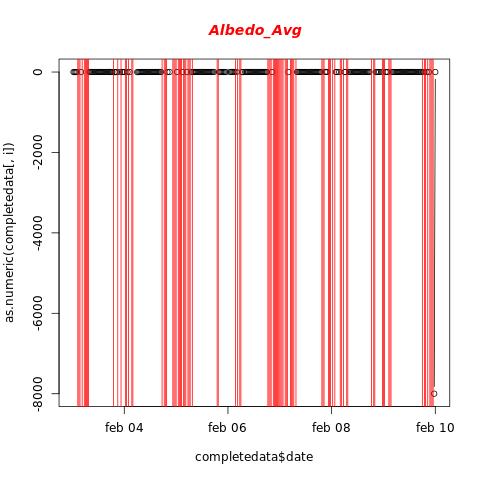 Albedo_Avg
as.numeric(completedata[, i])
0
-2000
-4000
-6000
-8000
feb 04
feb 06
feb 08
feb 10
completedata$date